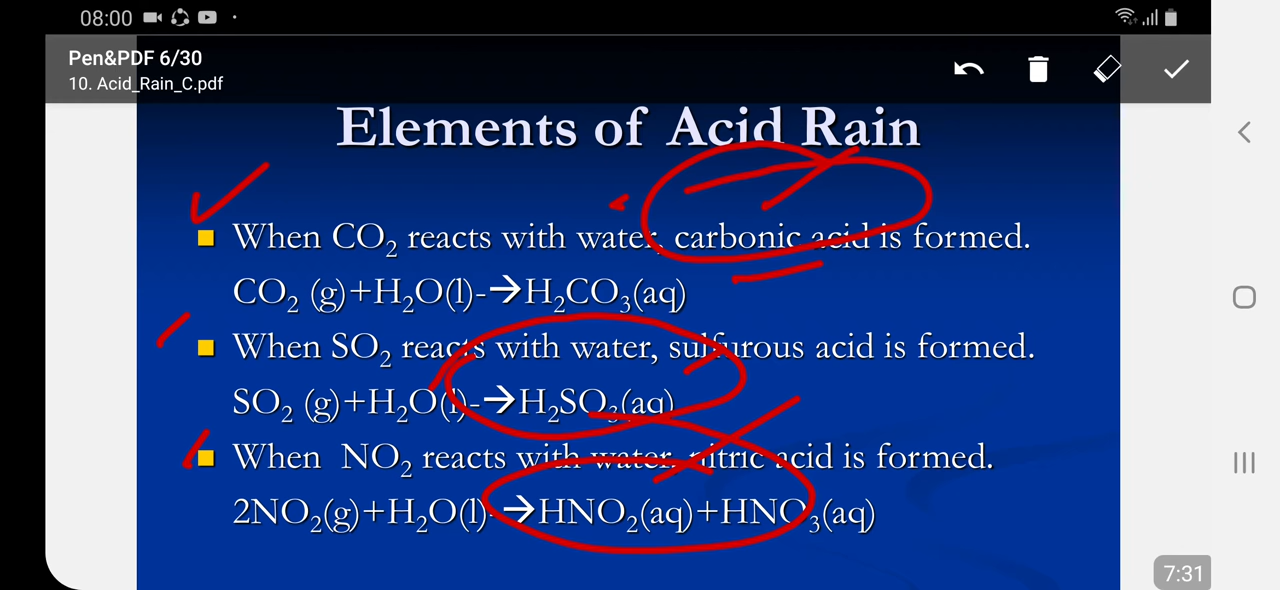 08:00
Pen&PDF 6/30
10. Acid_Rain_C.pdf
Elements of Acid Rain
When CO₂ reacts with water, carbonic acid is formed.
CO₂ (g)+H₂O(l)-→H₂CO₃(aq)
When SO₂ reacts with water, sulfurous acid is formed.
SO₂ (g)+H₂O(l)-→H₂SO₃(aq)
When NO₂ reacts with water, nitric acid is formed.
2NO₂(g)+H₂O(l)-→HNO₂(aq)+HNO₃(aq)
7:31